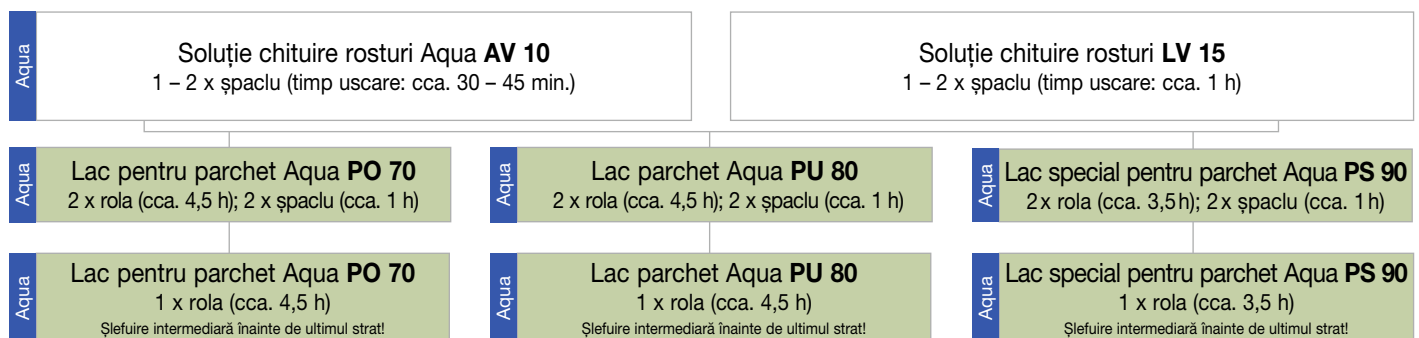 Aqua
Soluție chituire rosturi Aqua AV 10
1 – 2 x șpaclu (timp uscare: cca. 30 – 45 min.)
Soluție chituire rosturi LV 15
1 – 2 x șpaclu (timp uscare: cca. 1 h)
Aqua
Lac pentru parchet Aqua PO 70
2 x rola (cca. 4,5 h); 2 x șpaclu (cca. 1 h)
Aqua
Lac parchet Aqua PU 80
2 x rola (cca. 4,5 h); 2 x șpaclu (cca. 1 h)
Aqua
Lac special pentru parchet Aqua PS 90
2 x rola (cca. 3,5 h); 2 x șpaclu (cca. 1 h)
Aqua
Lac pentru parchet Aqua PO 70
1 x rola (cca. 4,5 h)
Șlefuire intermediară înainte de ultimul strat!
Aqua
Lac parchet Aqua PU 80
1 x rola (cca. 4,5 h)
Șlefuire intermediară înainte de ultimul strat!
Aqua
Lac special pentru parchet Aqua PS 90
1 x rola (cca. 3,5 h)
Șlefuire intermediară înainte de ultimul strat!